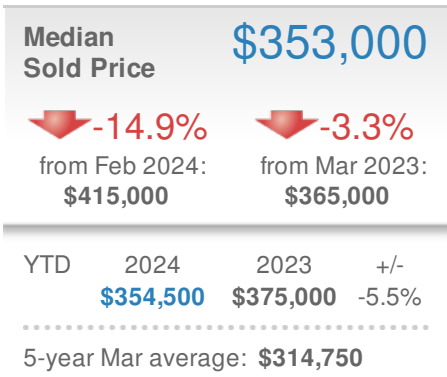 Median
Sold Price
$353,000
-14.9%
from Feb 2024:
$415,000
-3.3%
from Mar 2023:
$365,000
YTD 2024 2023 +/-
$354,500 $375,000 -5.5%
5-year Mar average: $314,750